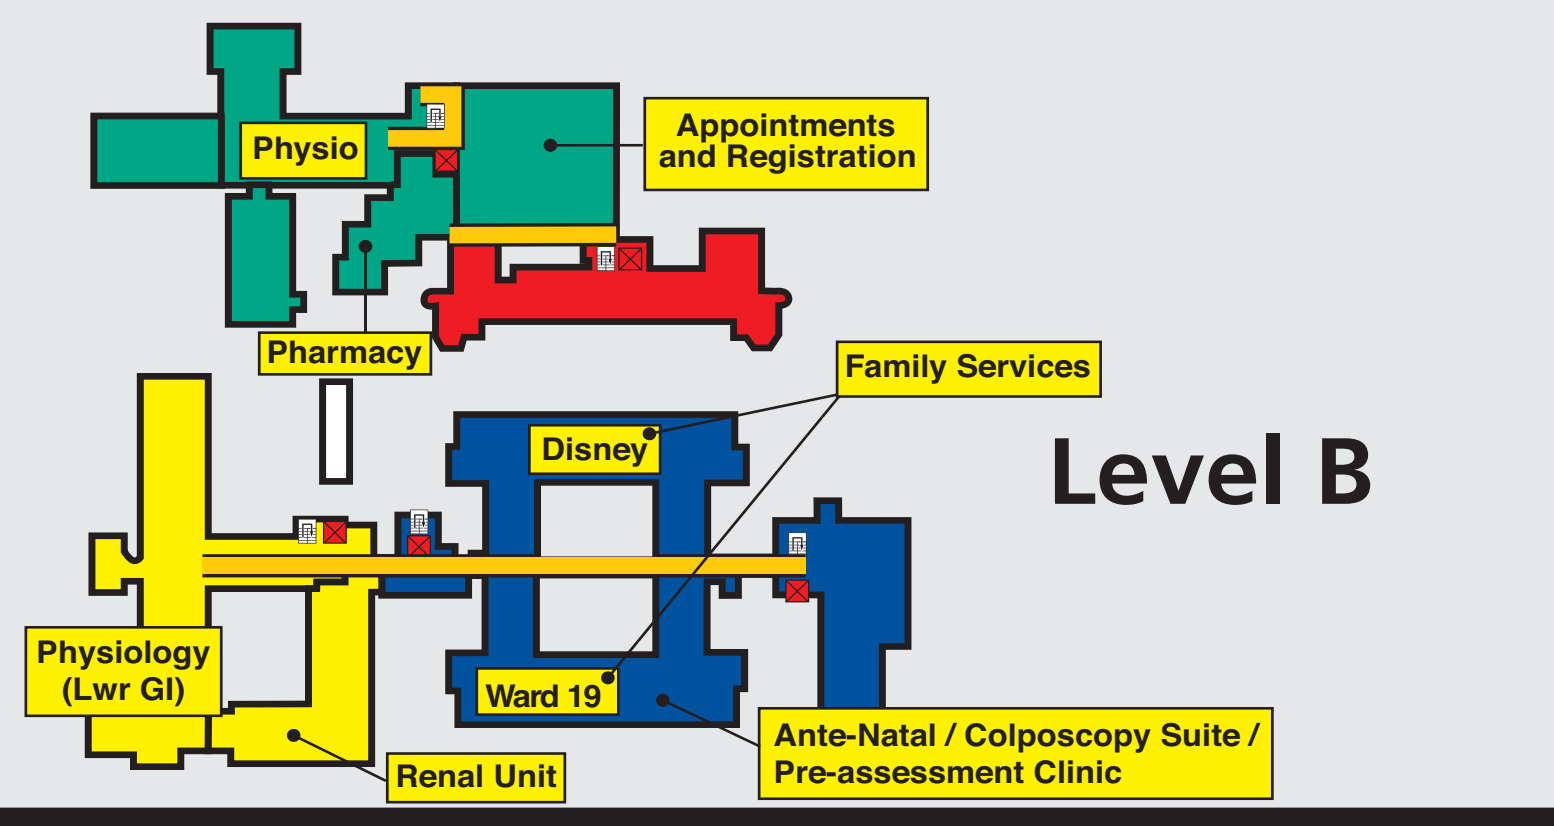 Physio
Appointments
and Registration
Pharmacy
Family Services
Disney
Level B
Physiology
(Lwr GI)
Ward 19
Ante-Natal / Colposcopy Suite /
Pre-assessment Clinic
Renal Unit